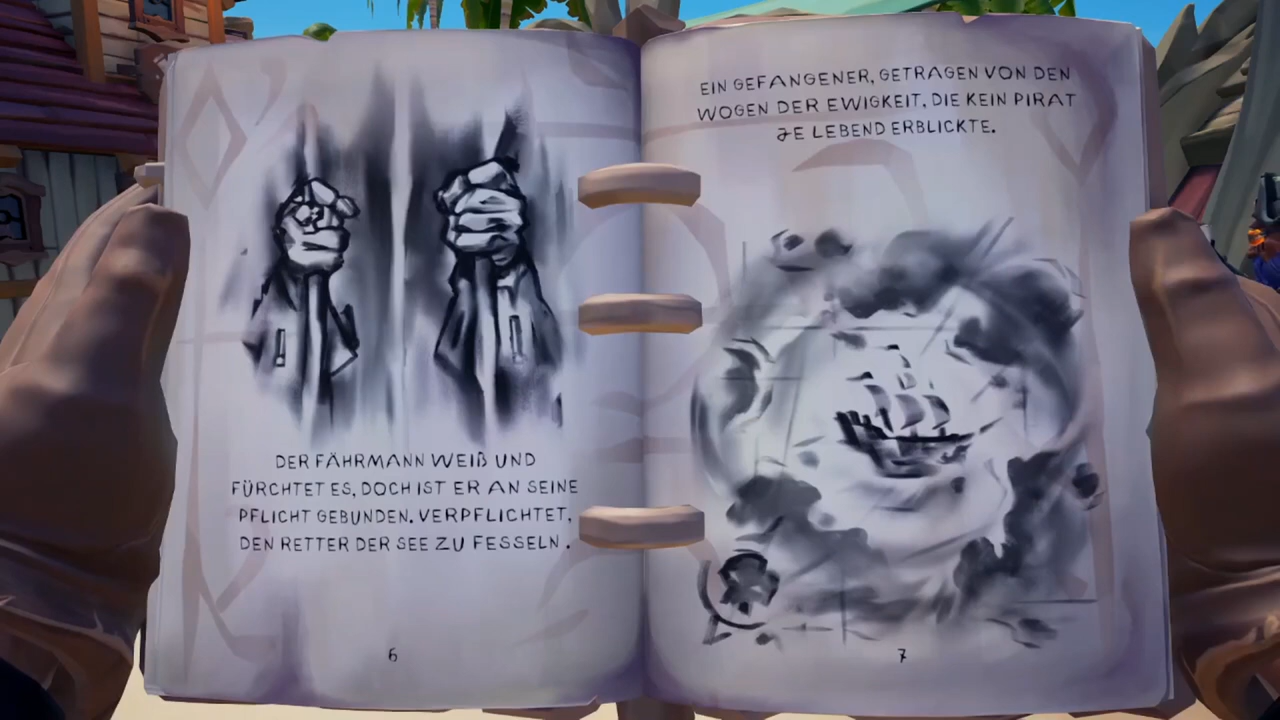 DER FÄHRMANN WEIß UND
FÜRCHTET ES, DOCH IST ER AN SEINE
PFLICHT GEBUNDEN. VERPFLICHTET,
DEN RETTER DER SEE ZU FESSELN.
6
EIN GEFANGENER, GETRAGEN VON DEN
WOGEN DER EWIGKEIT, DIE KEIN PIRAT
JE LEBEND ERBLICKTE.
7